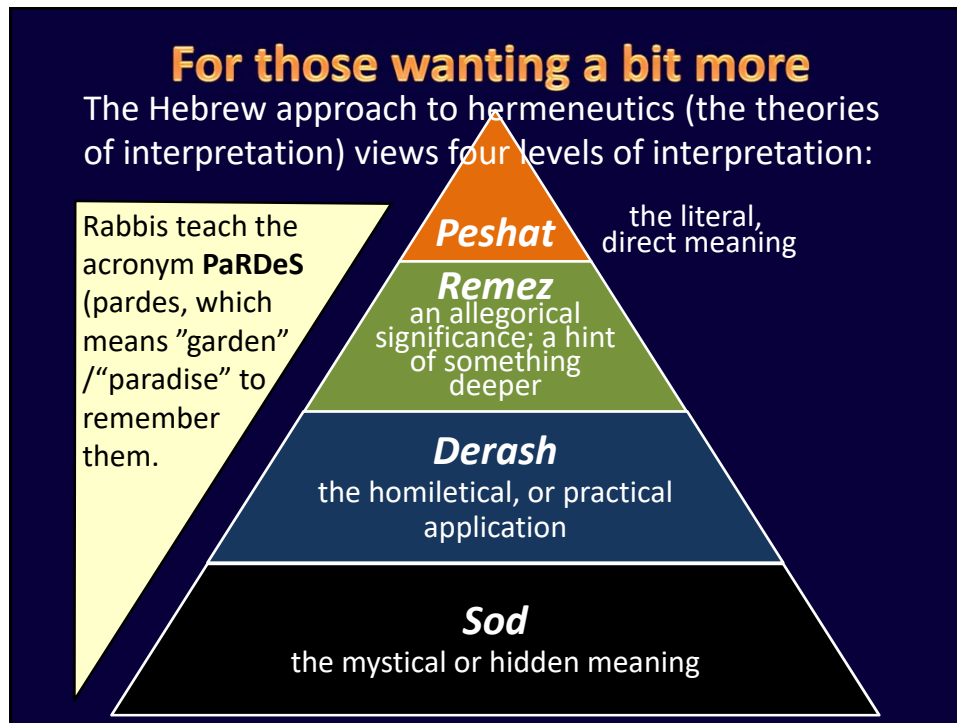 For those wanting a bit more
The Hebrew approach to hermeneutics (the theories
of interpretation) views four levels of interpretation:
Rabbis teach the
acronym PaRDeS
(pardes, which
means ”garden”
/“paradise” to
remember
them.
Peshat
the literal,
direct meaning
Remez
an allegorical
significance; a hint
of something
deeper
Derash
the homiletical, or practical
application
Sod
the mystical or hidden meaning